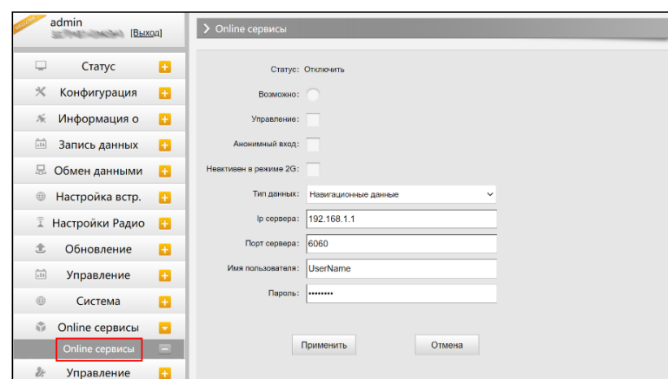 admin
[Выход]
Статус
Конфигурация
Информация о
Запись данных
Обмен данными
Настройка встр.
Настройки Радио
Обновление
Управление
Система
Online сервисы
Online сервисы
Управление
Online сервисы
Статус: Отключить
Возможно:
Управление:
Анонимный вход:
Неактивен в режиме 2G:
Тип данных: Навигационные данные
Ip сервера: 192.168.1.1
Порт сервера: 6060
Имя пользователя: UserName
Пароль: ••••••••
Применить Отмена